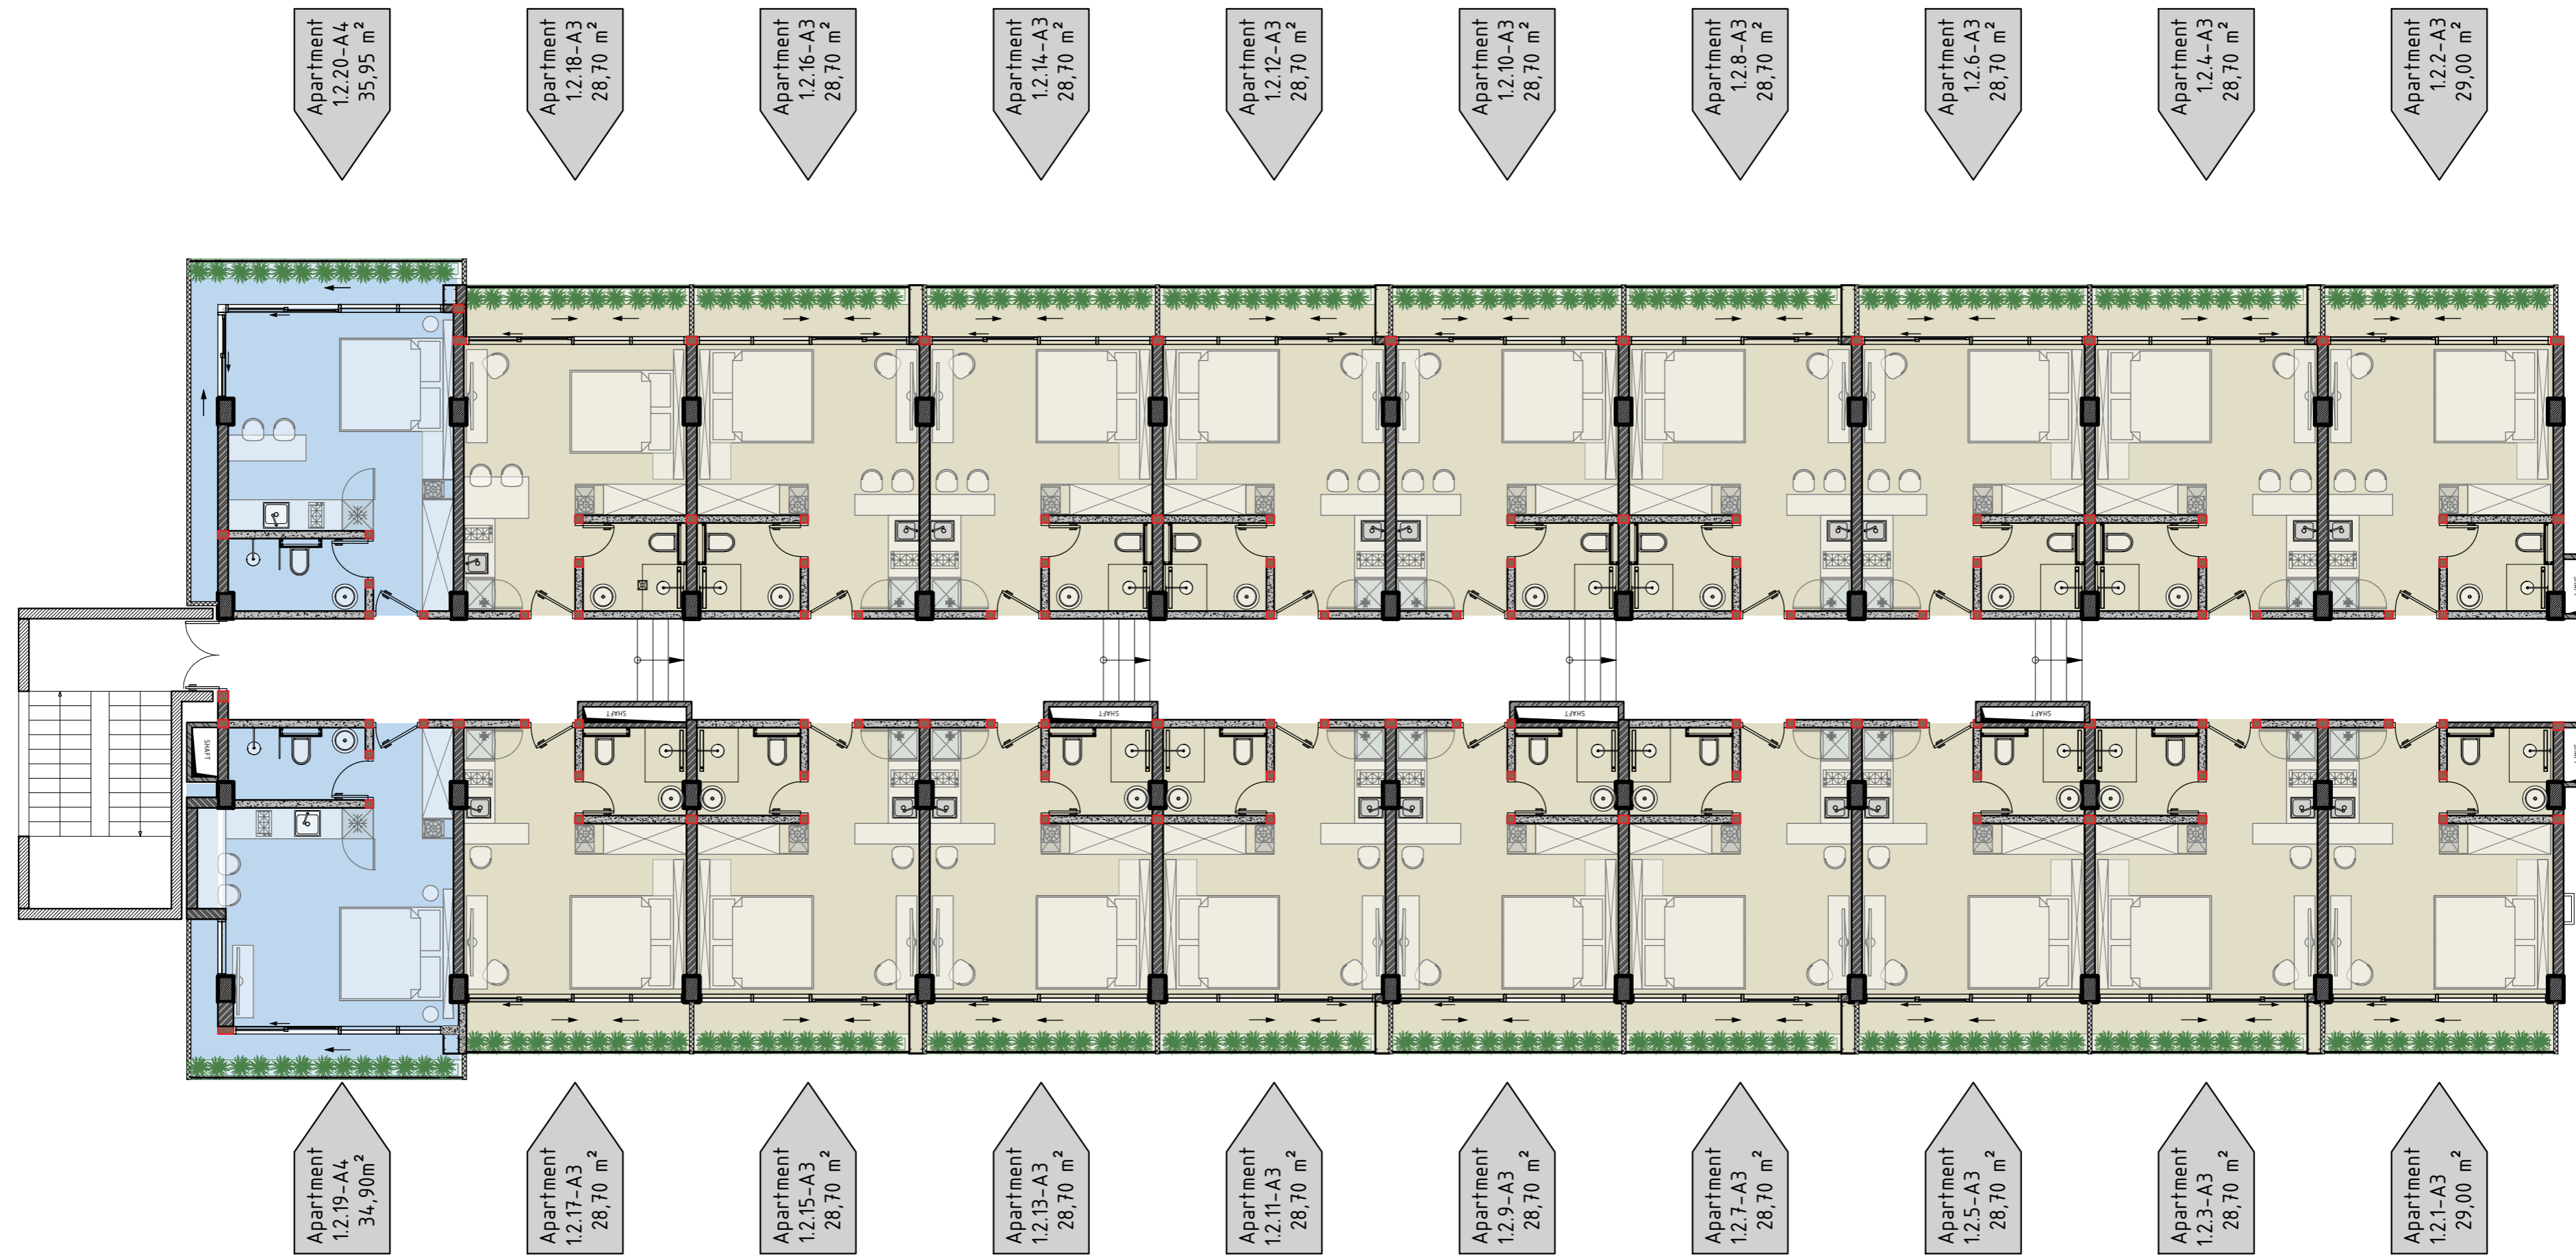 Apartment
1.2.20-A4
35,95 m²
Apartment
1.2.18-A3
28,70 m²
Apartment
1.2.16-A3
28,70 m²
Apartment
1.2.14-A3
28,70 m²
Apartment
1.2.12-A3
28,70 m²
Apartment
1.2.10-A3
28,70 m²
Apartment
1.2.8-A3
28,70 m²
Apartment
1.2.6-A3
28,70 m²
Apartment
1.2.4-A3
28,70 m²
Apartment
1.2.2-A3
29,00 m²
SHAFT
SHAFT
SHAFT
SHAFT
SHAFT
Apartment
1.2.19-A4
34,90m²
Apartment
1.2.17-A3
28,70 m²
Apartment
1.2.15-A3
28,70 m²
Apartment
1.2.13-A3
28,70 m²
Apartment
1.2.11-A3
28,70 m²
Apartment
1.2.9-A3
28,70 m²
Apartment
1.2.7-A3
28,70 m²
Apartment
1.2.5-A3
28,70 m²
Apartment
1.2.3-A3
28,70 m²
Apartment
1.2.1-A3
29,00 m²